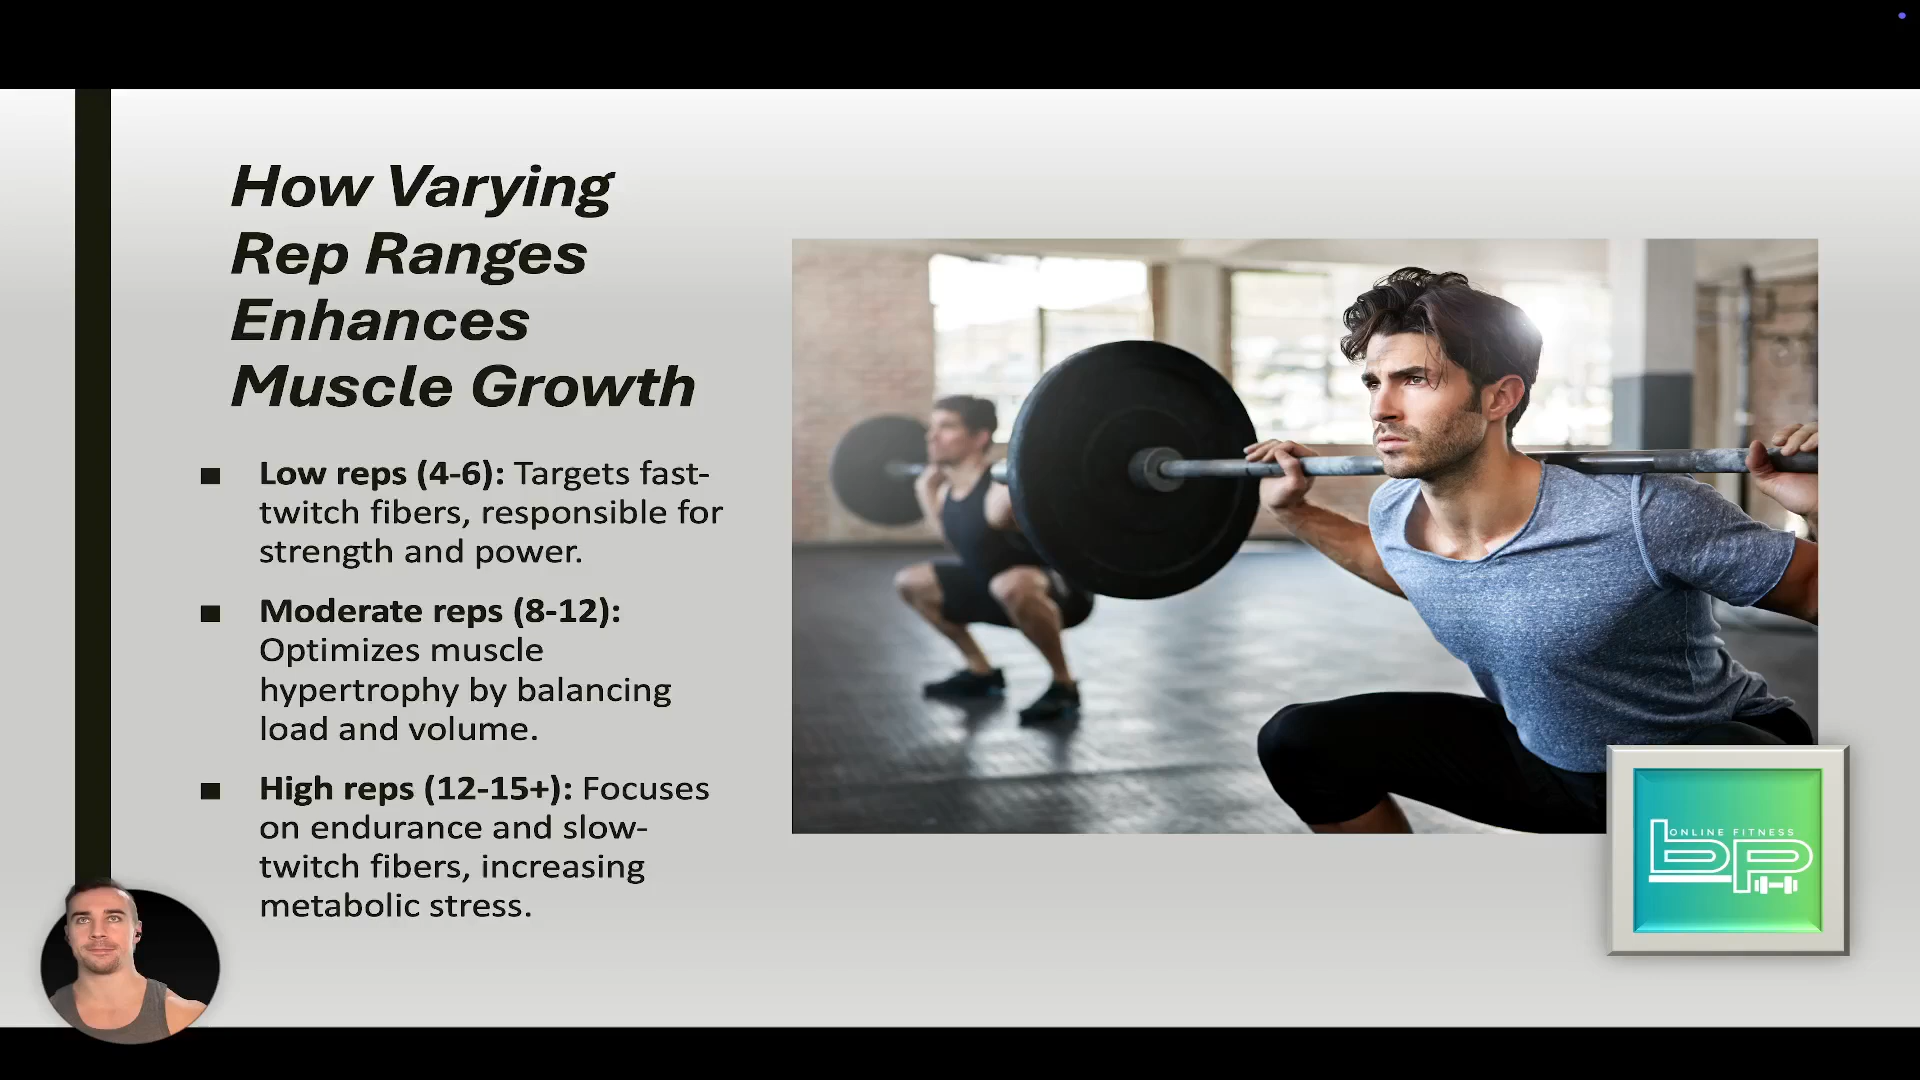 How Varying
Rep Ranges
Enhances
Muscle Growth
Low reps (4-6): Targets fast-
twitch fibers, responsible for
strength and power.
Moderate reps (8-12):
Optimizes muscle
hypertrophy by balancing
load and volume.
High reps (12-15+): Focuses
on endurance and slow-
twitch fibers, increasing
metabolic stress.
ONLINE FITNESS
bp